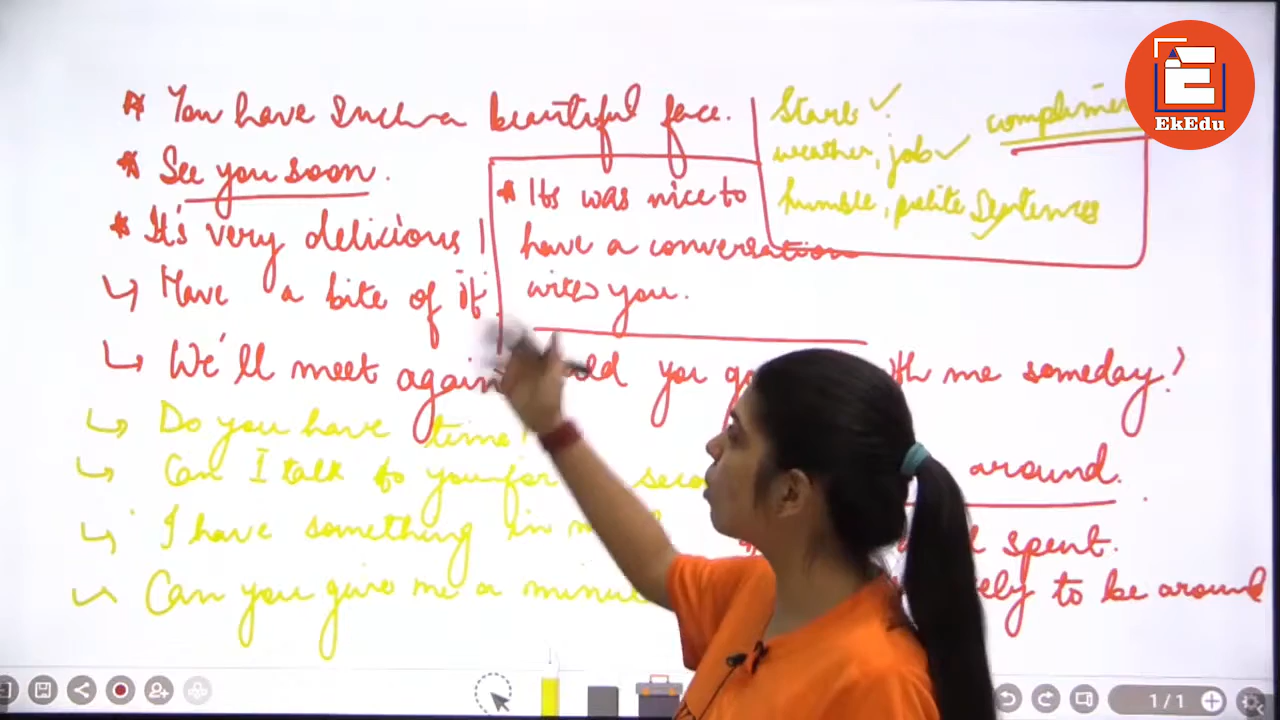 You have such a beautiful face.
See you soon.
It's very delicious
Have a bite of it.
We'll meet again
Do you have time?
Can I talk to you for
I have something in
Can you give me a minute
Its was nice to
have a conversation
with you.
Starts
compliment
weather, job
humble, polite sentences
you me someday?
around.
spent.
to be around
E
EkEdu
1/1